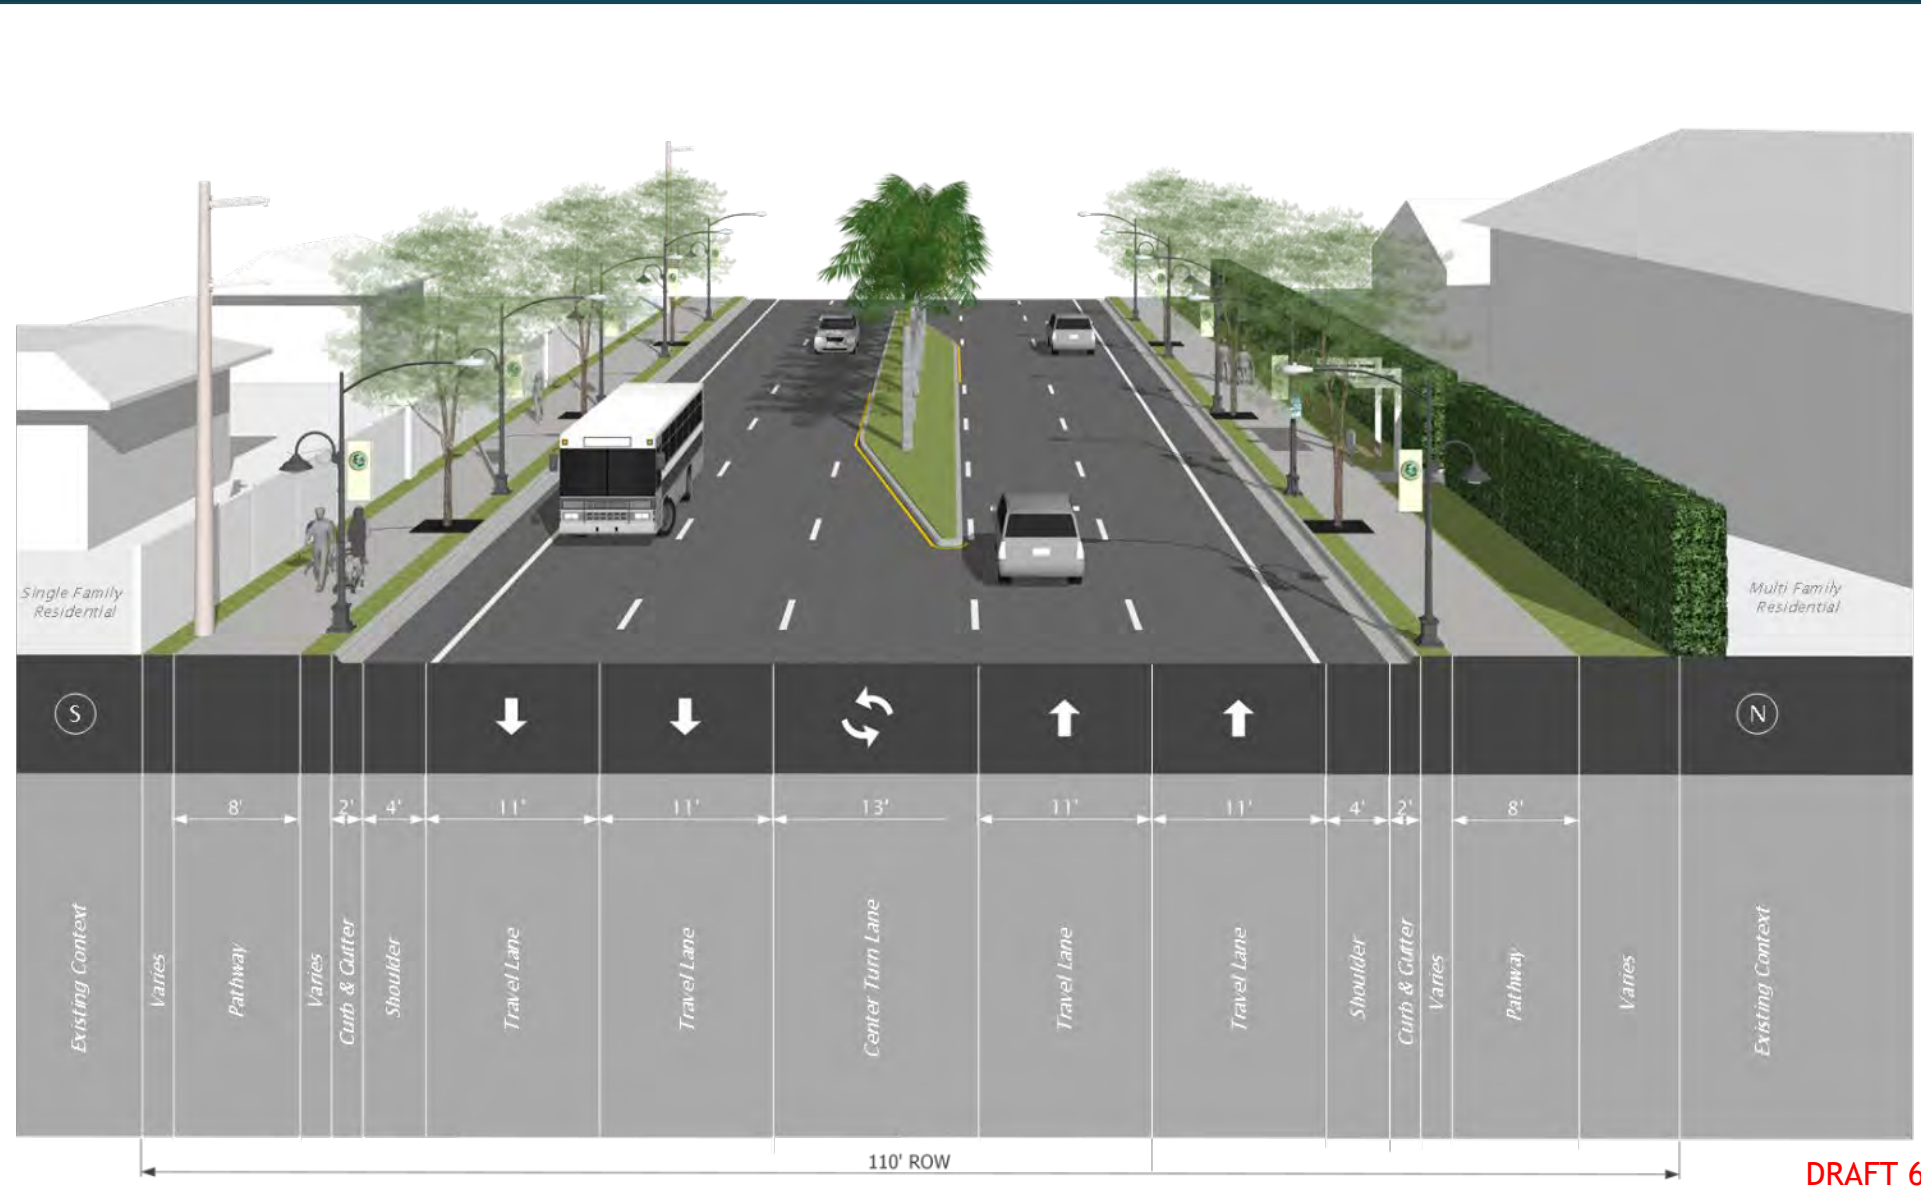 Single Family
Residential
Multi Family
Residential
S
N
8'
2'
4'
11'
11'
13'
11'
11'
4'
2'
8'
Existing Context
Varies
Pathway
Varies
Curb & Gutter
Shoulder
Travel Lane
Travel Lane
Center Turn Lane
Travel Lane
Travel Lane
Shoulder
Curb & Gutter
Varies
Pathway
Varies
Existing Context
110' ROW
DRAFT 6